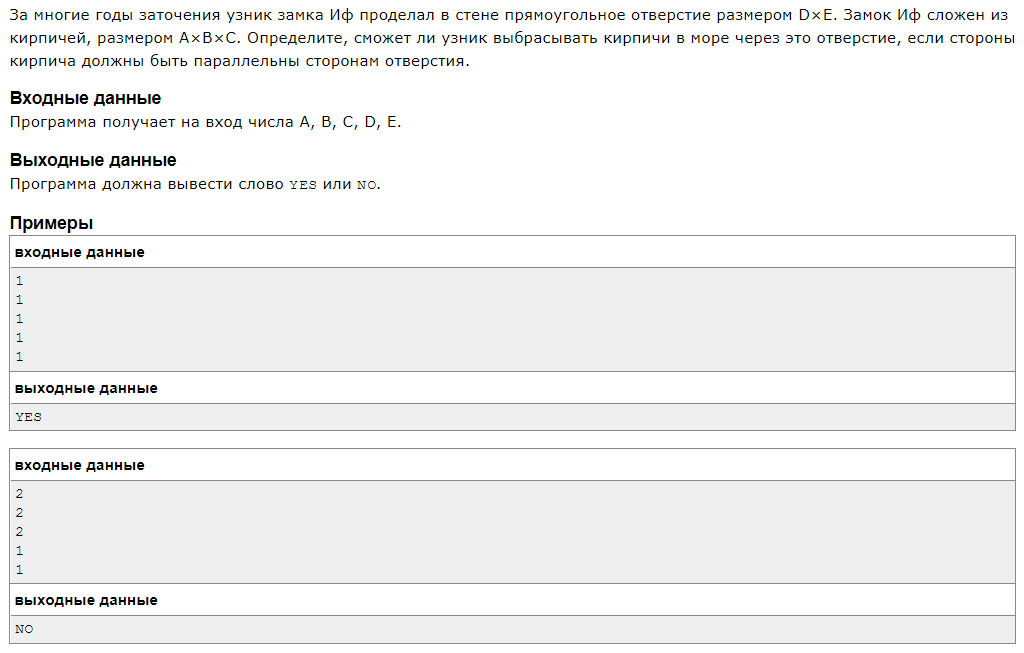 За многие годы заточения узник замка Иф проделал в стене прямоугольное отверстие размером D×E. Замок Иф сложен из
кирпичей, размером A×B×C. Определите, сможет ли узник выбрасывать кирпичи в море через это отверстие, если стороны
кирпича должны быть параллельны сторонам отверстия.
Входные данные
Программа получает на вход числа A, B, C, D, E.
Выходные данные
Программа должна вывести слово YES или NO.
Примеры
входные данные
1
1
1
1
1
выходные данные
YES
входные данные
2
2
2
1
1
выходные данные
NO